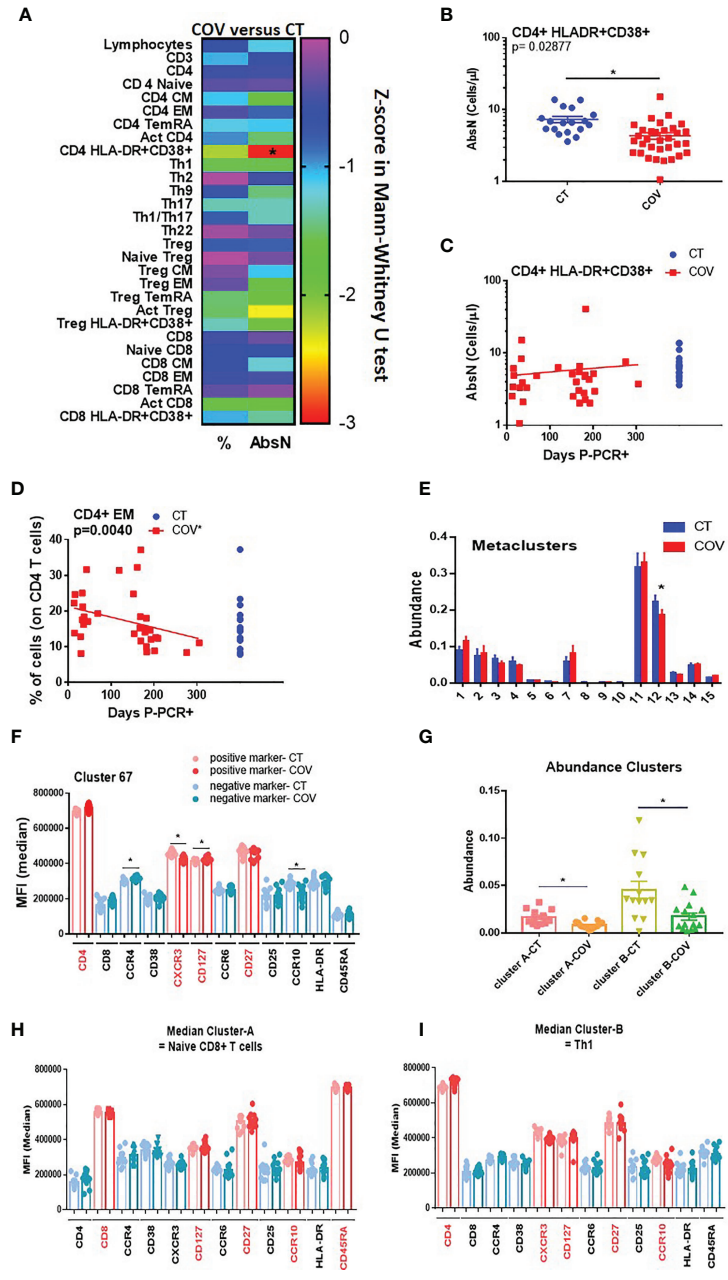 A
COV versus CT
Lymphocytes
CD3
CD4
CD 4 Naive
CD4 CM
CD4 EM
CD4 TemRA
Act CD4
CD4 HLA-DR+CD38+
Th1
Th2
Th9
Th17
Th1/Th17
Th22
Treg
Naive Treg
Treg CM
Treg EM
Treg TemRA
Act Treg
Treg HLA-DR+CD38+
CD8
Naive CD8
CD8 CM
CD8 EM
CD8 TemRA
Act CD8
CD8 HLA-DR+CD38+
*
% AbsN
0
-1
-2
-3
Z-score in Mann-Whitney U test
B
CD4+ HLADR+CD38+
p= 0.02877
*
AbsN (Cells/µl)
100
10
1
CT COV
C
CD4+ HLA-DR+CD38+
CT
COV
AbsN (Cells/µl)
100
10
1
0 100 200 300
Days P-PCR+
D
CD4+ EM
p=0.0040
CT
COV*
% of cells (on CD4 T cells)
40
30
20
10
0
0 100 200 300
Days P-PCR+
E
Metaclusters
CT
COV
Abundance
0.4
0.3
0.2
0.1
0.0
*
1 2 3 4 5 6 7 8 9 10 11 12 13 14 15
F
Cluster 67
positive marker- CT
positive marker- COV
negative marker- CT
negative marker- COV
MFI (median)
800000
600000
400000
200000
0
* * * *
CD4 CD8 CCR4 CD38 CXCR3 CD127 CCR6 CD27 CD25 CCR10 HLA-DR CD45RA
G
Abundance Clusters
Abundance
0.15
0.10
0.05
0.00
* *
cluster A-CT cluster A-COV cluster B-CT cluster B-COV
H
Median Cluster-A
= Naive CD8+ T cells
MFI (Median)
800000
600000
400000
200000
0
CD4 CD8 CCR4 CD38 CXCR3 CD127 CCR6 CD27 CD25 CCR10 HLA-DR CD45RA
I
Median Cluster-B
= Th1
MFI (Median)
800000
600000
400000
200000
0
CD4 CD8 CCR4 CD38 CXCR3 CD127 CCR6 CD27 CD25 CCR10 HLA-DR CD45RA